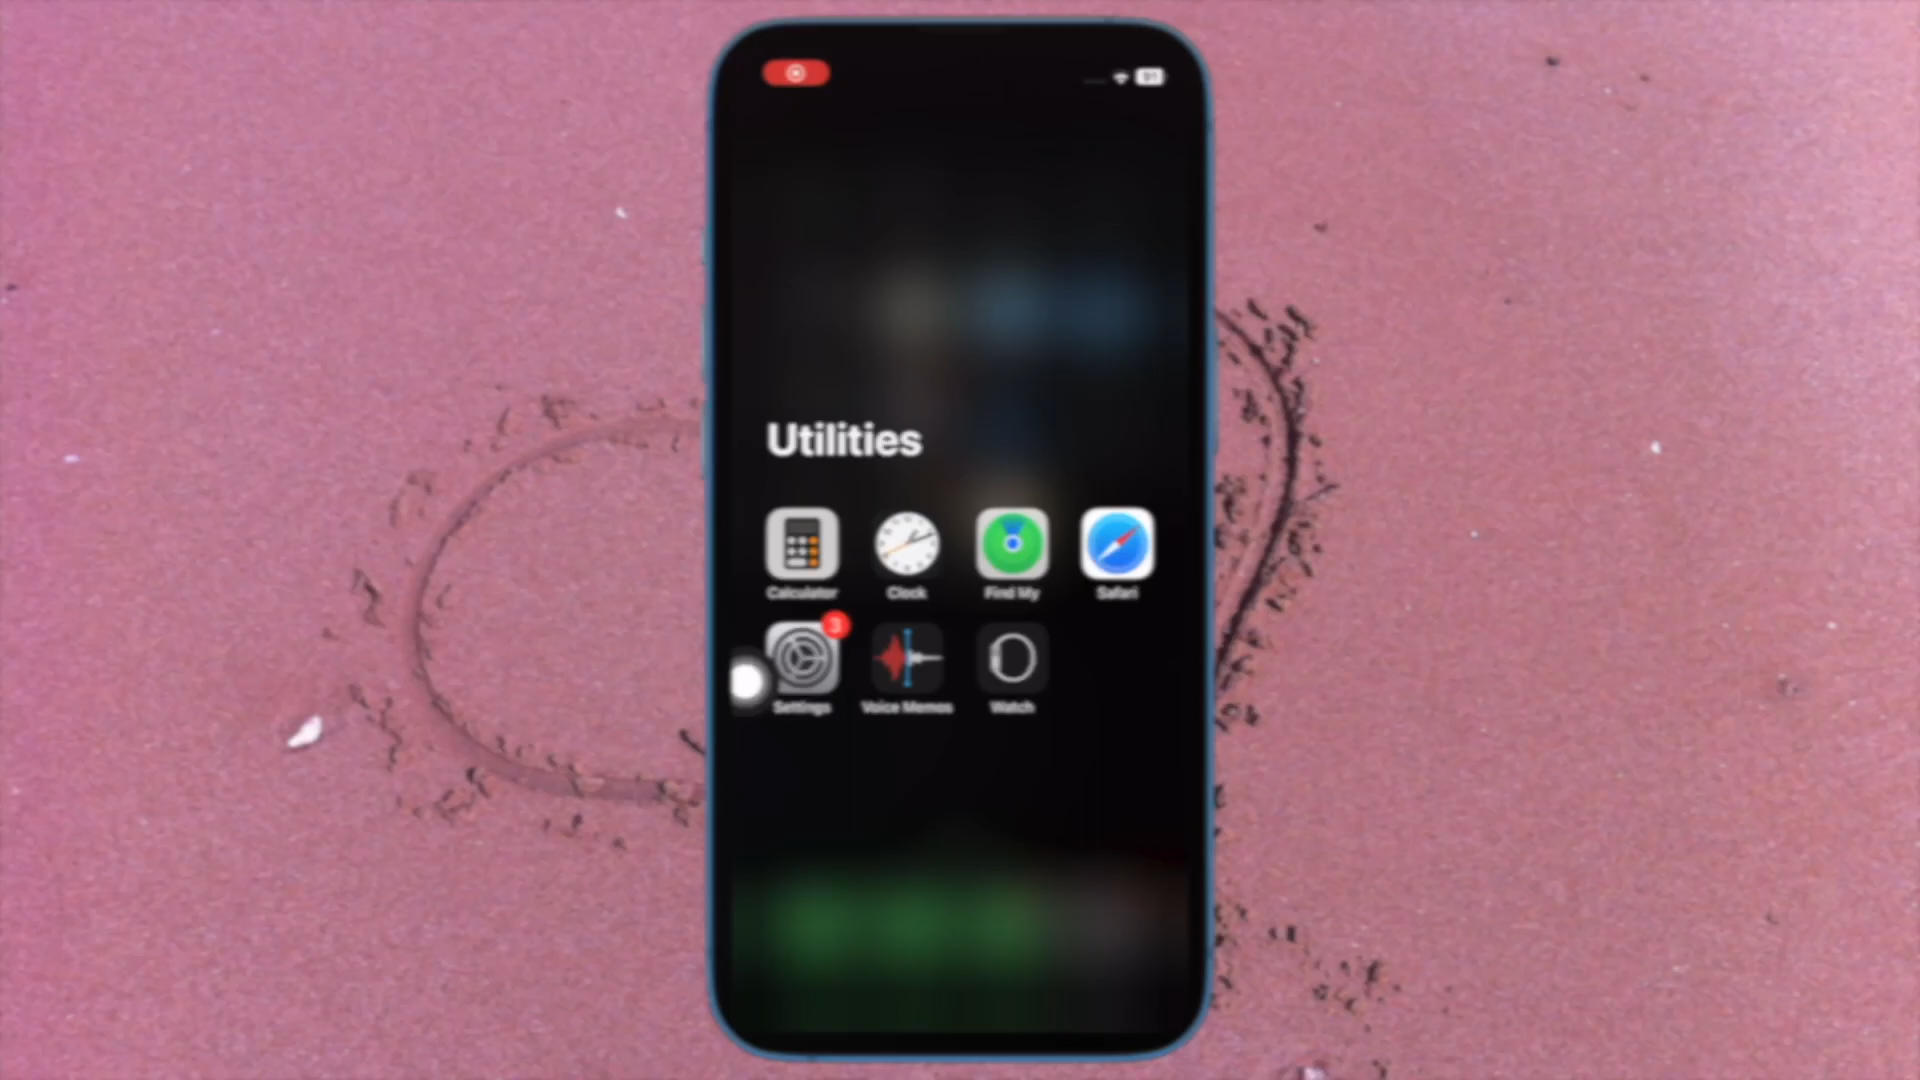 Utilities
Calculator Clock Find My Safari
3
Settings Voice Memos Watch